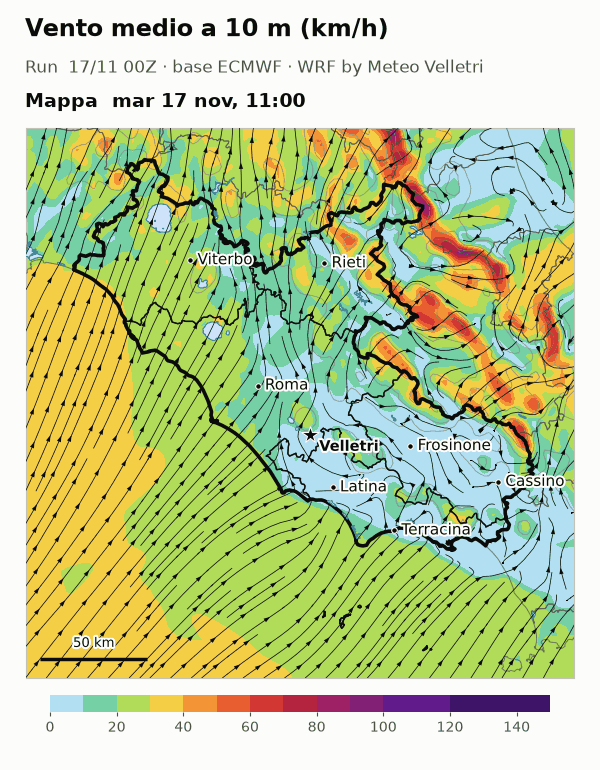 Vento medio a 10 m (km/h)
Run  17/11 00Z · base ECMWF · WRF by Meteo Velletri
Mappa  mar 17 nov, 11:00
Viterbo
Rieti
Roma
Velletri
Frosinone
Latina
Cassino
Terracina
50 km
0 20 40 60 80 100 120 140